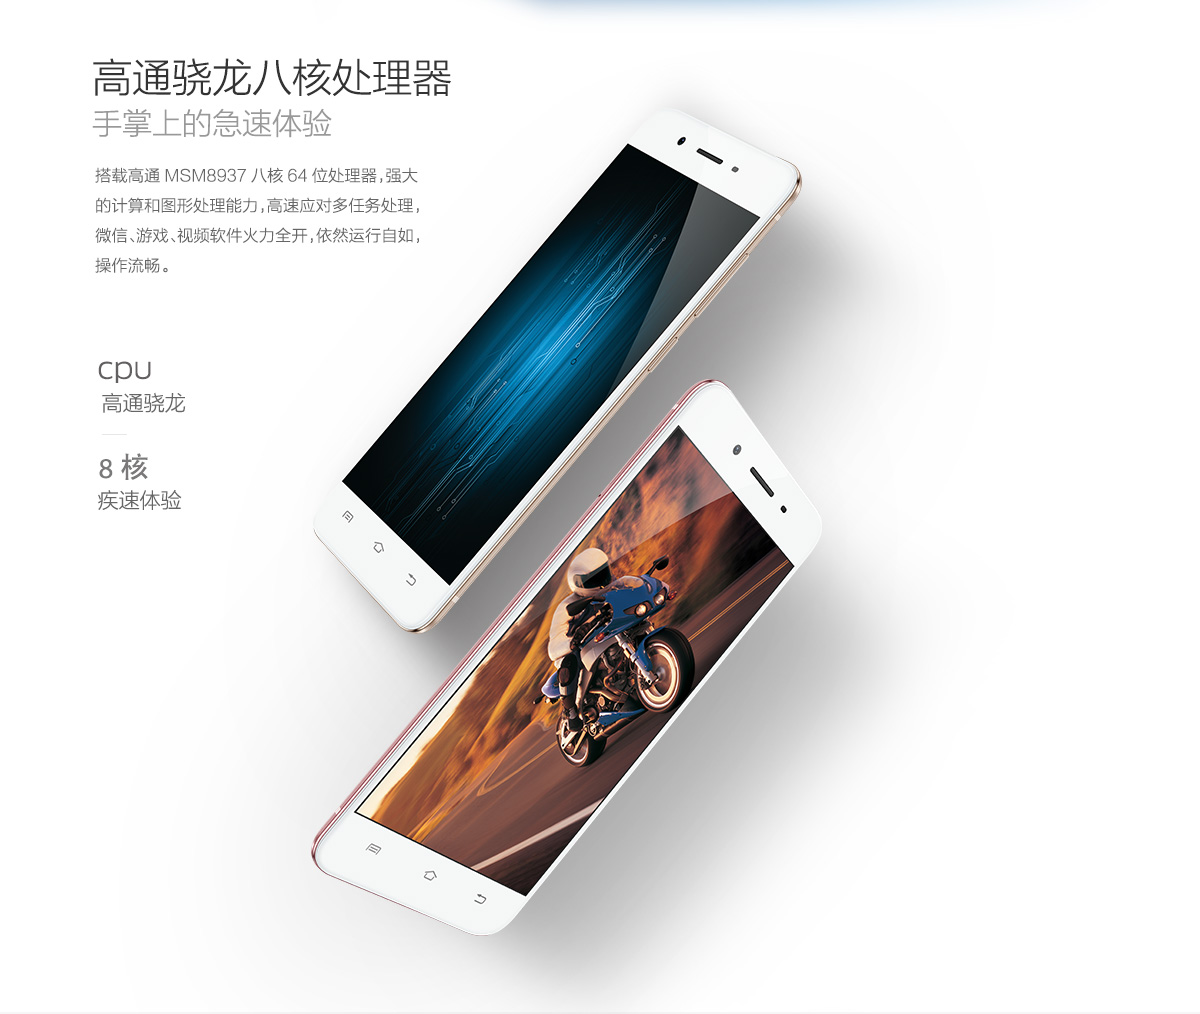 高通骁龙八核处理器
手掌上的急速体验
搭载高通 MSM8937 八核 64 位处理器,强大
的计算和图形处理能力,高速应对多任务处理,
微信、游戏、视频软件火力全开,依然运行自如,
操作流畅。
cpu
高通骁龙
8 核
疾速体验